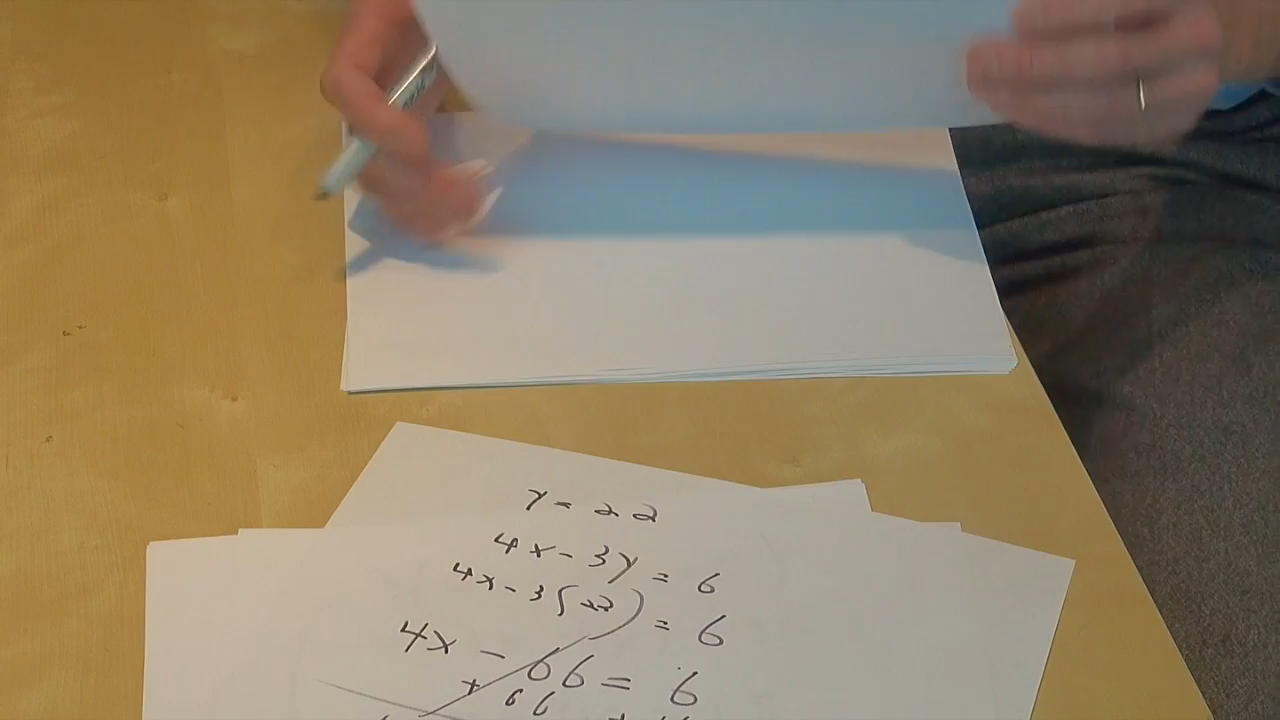 y = 22
4x - 3y = 6
4x - 3(22) = 6
4x - 66 = 6
+ 66